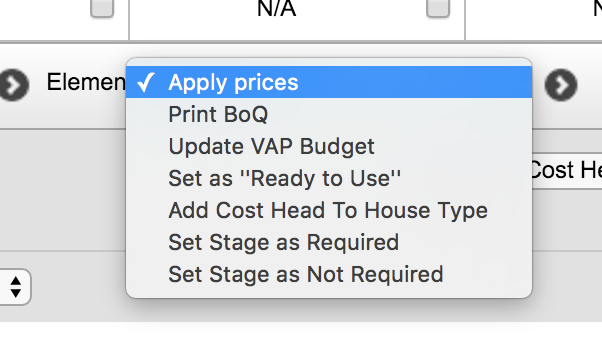 N/A
Elemen
✓ Apply prices
Print BoQ
Update VAP Budget
Set as "Ready to Use"
Add Cost Head To House Type
Set Stage as Required
Set Stage as Not Required
Cost He